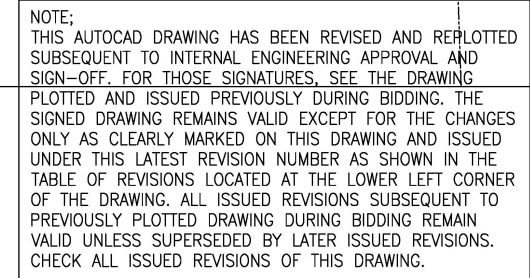 NOTE;
THIS AUTOCAD DRAWING HAS BEEN REVISED AND REPLOTTED
SUBSEQUENT TO INTERNAL ENGINEERING APPROVAL AND
SIGN-OFF. FOR THOSE SIGNATURES, SEE THE DRAWING
PLOTTED AND ISSUED PREVIOUSLY DURING BIDDING. THE
SIGNED DRAWING REMAINS VALID EXCEPT FOR THE CHANGES
ONLY AS CLEARLY MARKED ON THIS DRAWING AND ISSUED
UNDER THIS LATEST REVISION NUMBER AS SHOWN IN THE
TABLE OF REVISIONS LOCATED AT THE LOWER LEFT CORNER
OF THE DRAWING. ALL ISSUED REVISIONS SUBSEQUENT TO
PREVIOUSLY PLOTTED DRAWING DURING BIDDING REMAIN
VALID UNLESS SUPERSEDED BY LATER ISSUED REVISIONS.
CHECK ALL ISSUED REVISIONS OF THIS DRAWING.